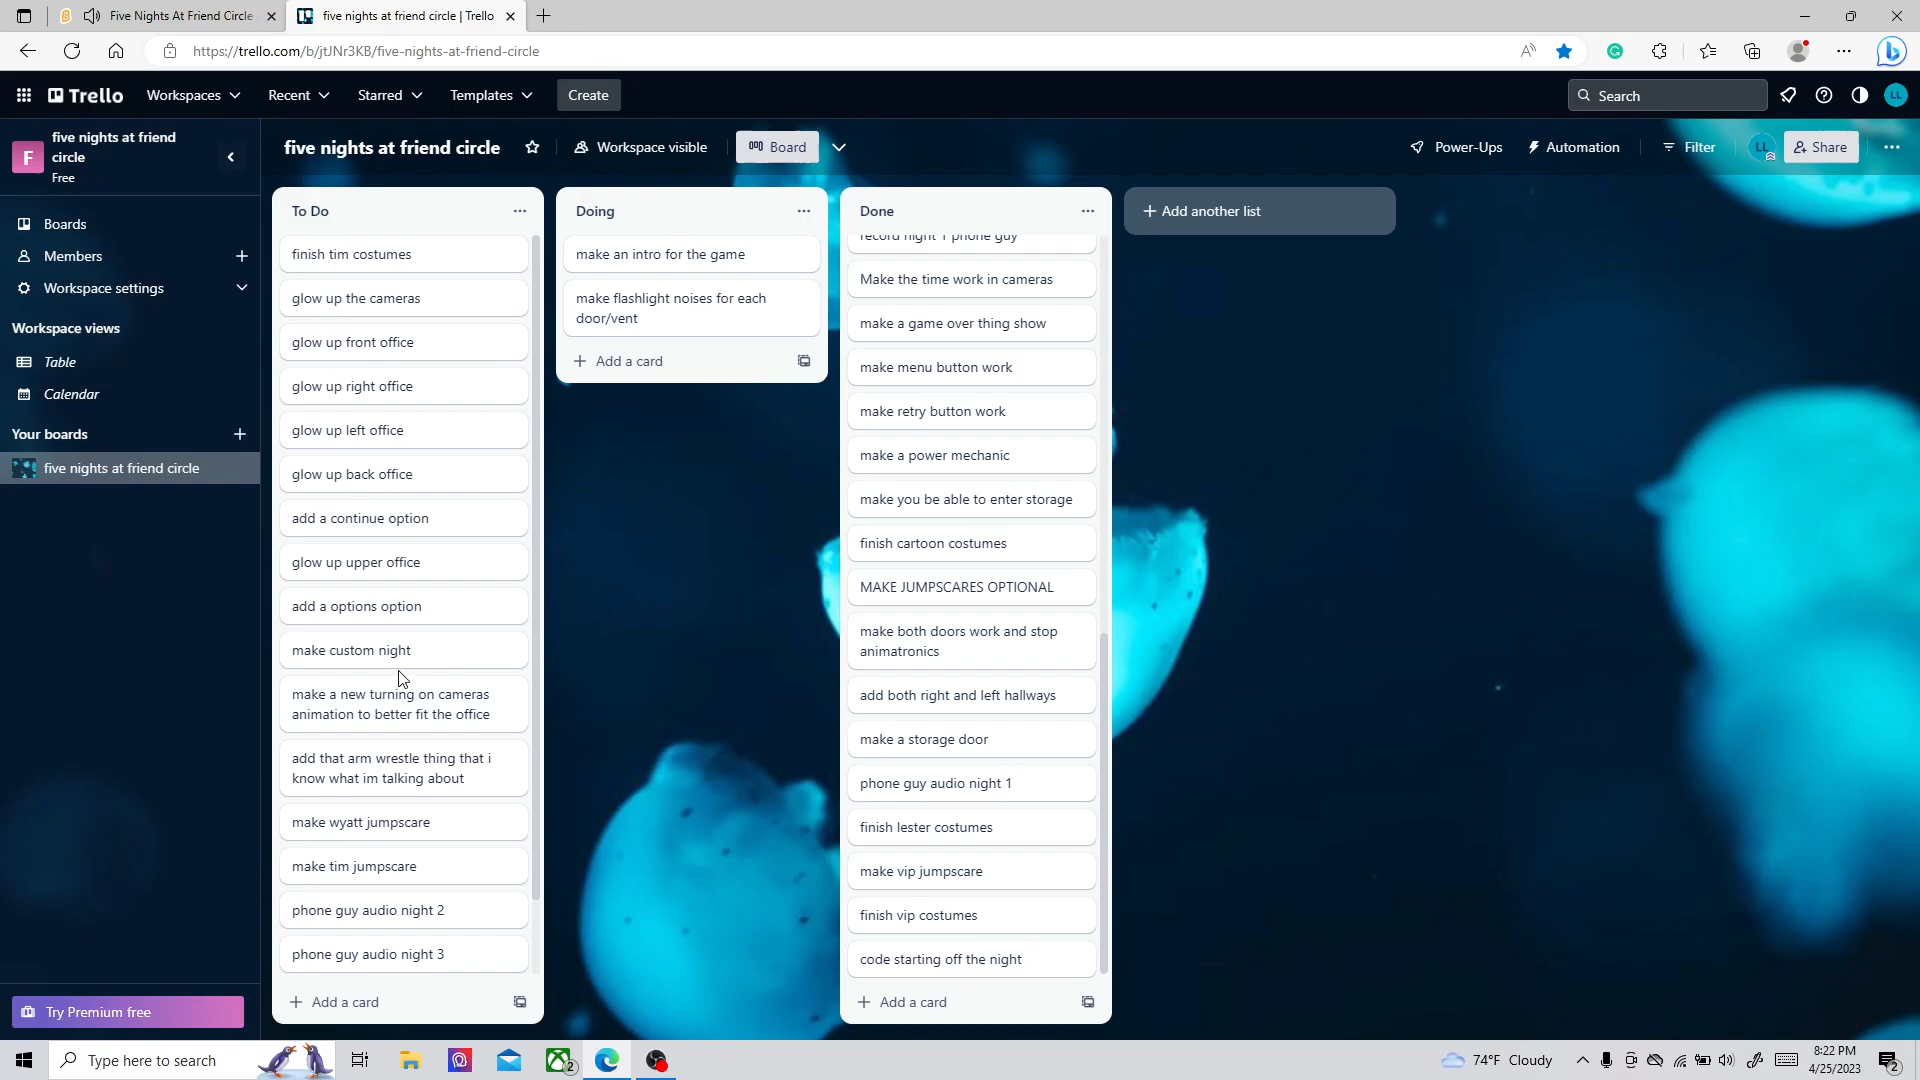 Five Nights At Friend Circle
five nights at friend circle | Trello
https://trello.com/b/jtJNr3KB/five-nights-at-friend-circle
Trello
Workspaces
Recent
Starred
Templates
Create
Search
LL
F
five nights at friend
circle
Free
five nights at friend circle
Workspace visible
Board
Power-Ups
Automation
Filter
LL
Share
Boards
Members
Workspace settings
Workspace views
Table
Calendar
Your boards
five nights at friend circle
Try Premium free
To Do
finish tim costumes
glow up the cameras
glow up front office
glow up right office
glow up left office
glow up back office
add a continue option
glow up upper office
add a options option
make custom night
make a new turning on cameras
animation to better fit the office
add that arm wrestle thing that i
know what im talking about
make wyatt jumpscare
make tim jumpscare
phone guy audio night 2
phone guy audio night 3
Add a card
Doing
make an intro for the game
make flashlight noises for each
door/vent
Add a card
Done
record night 1 phone guy
Make the time work in cameras
make a game over thing show
make menu button work
make retry button work
make a power mechanic
make you be able to enter storage
finish cartoon costumes
MAKE JUMPSCARES OPTIONAL
make both doors work and stop
animatronics
add both right and left hallways
make a storage door
phone guy audio night 1
finish lester costumes
make vip jumpscare
finish vip costumes
code starting off the night
Add a card
Add another list
Type here to search
2
74°F Cloudy
8:22 PM
4/25/2023
2